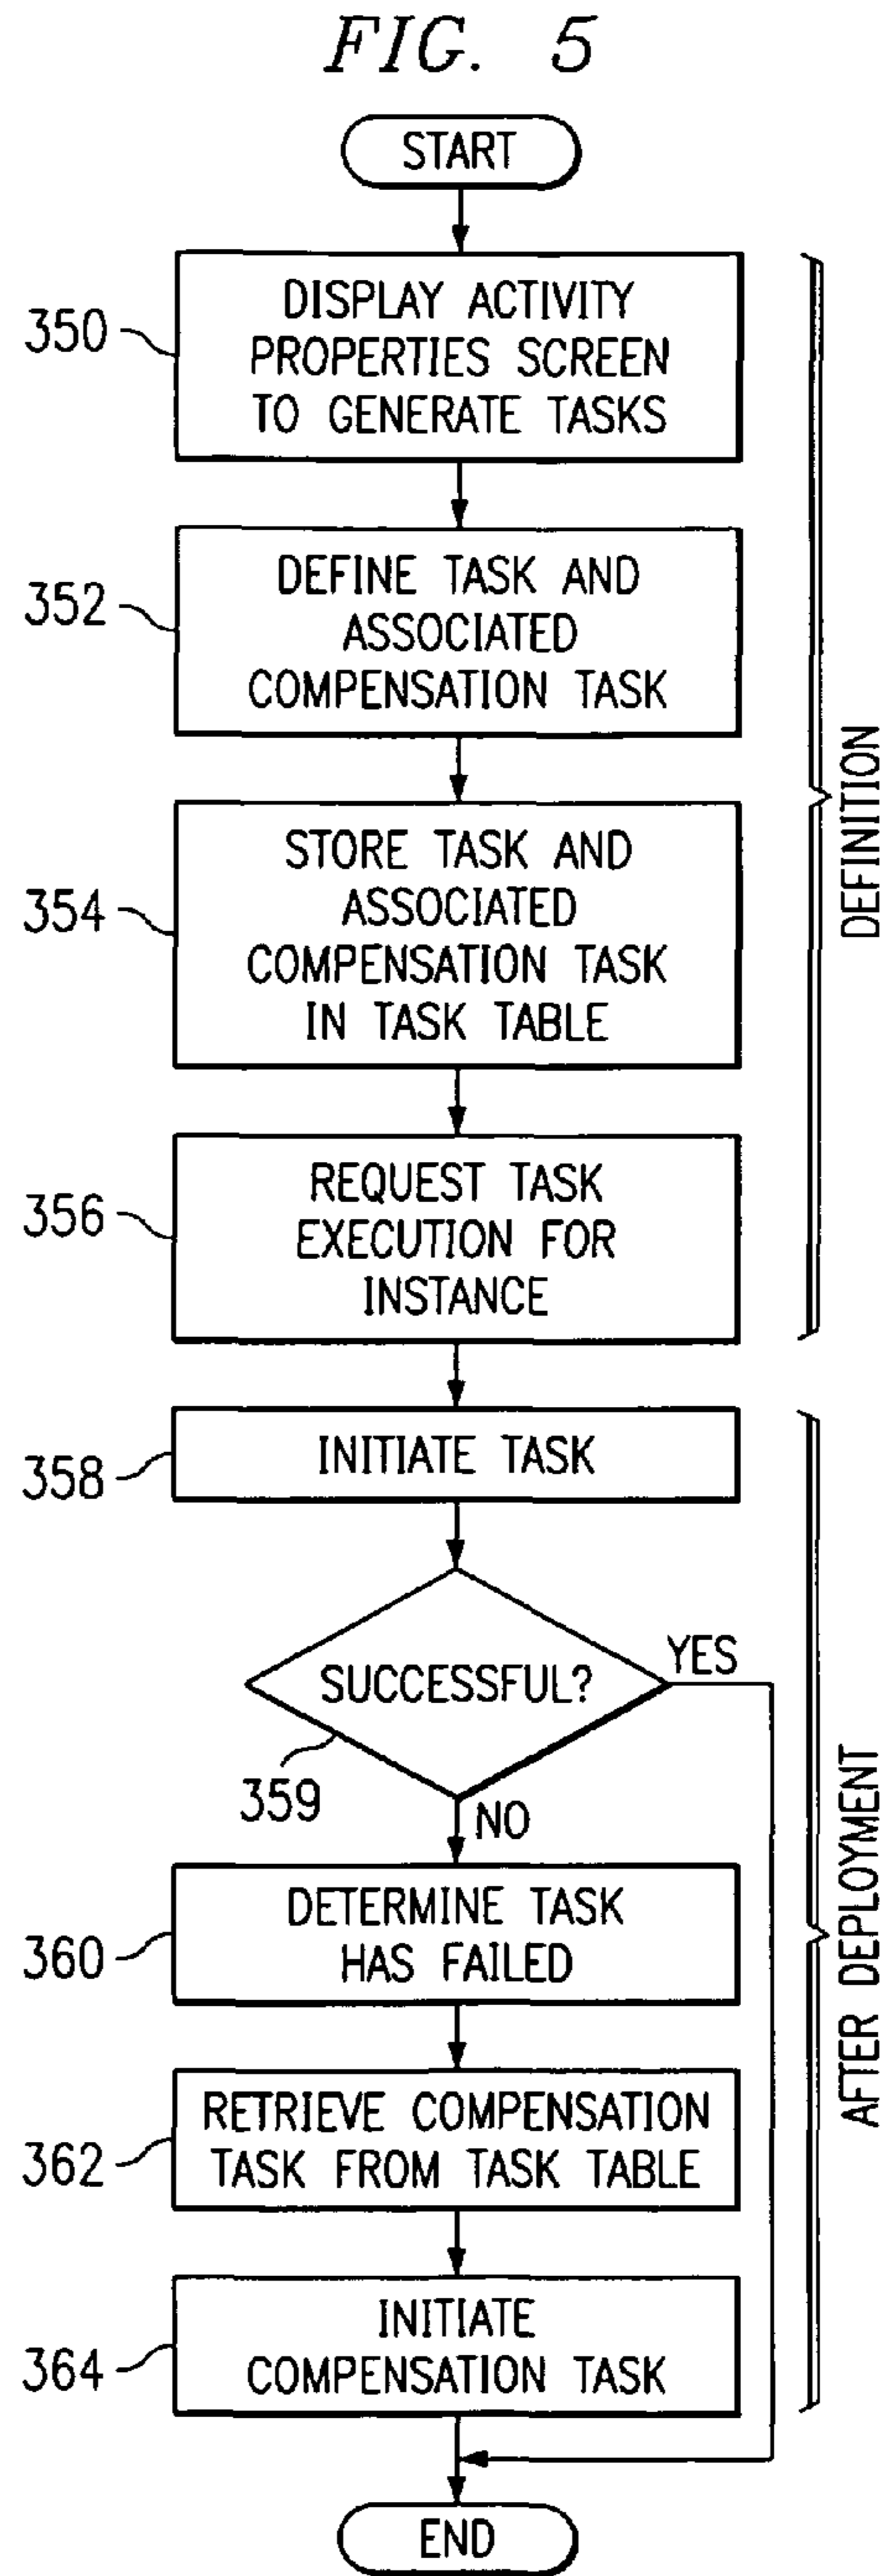 FIG. 5
START
350
DISPLAY ACTIVITY
PROPERTIES SCREEN
TO GENERATE TASKS
352
DEFINE TASK AND
ASSOCIATED
COMPENSATION TASK
354
STORE TASK AND
ASSOCIATED
COMPENSATION TASK
IN TASK TABLE
356
REQUEST TASK
EXECUTION FOR
INSTANCE
DEFINITION
358
INITIATE TASK
SUCCESSFUL?
YES
359
NO
360
DETERMINE TASK
HAS FAILED
362
RETRIEVE COMPENSATION
TASK FROM TASK TABLE
364
INITIATE
COMPENSATION TASK
AFTER DEPLOYMENT
END